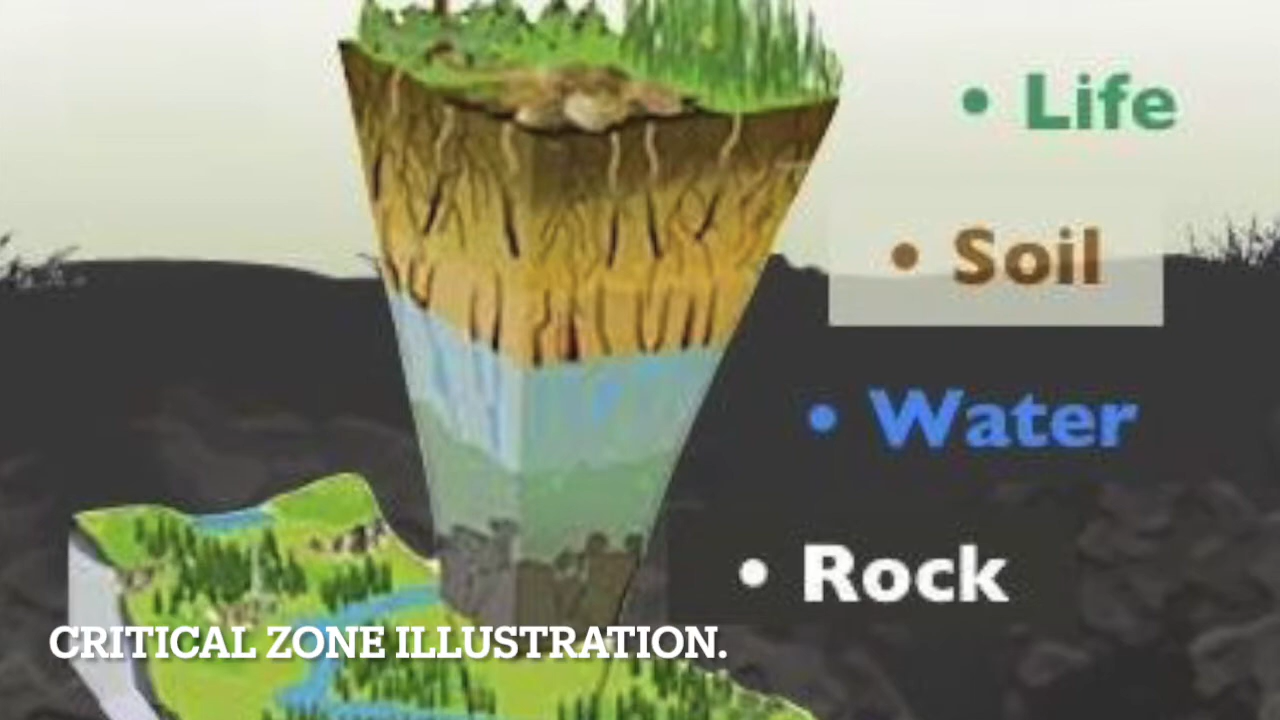 • Life
• Soil
• Water
• Rock
CRITICAL ZONE ILLUSTRATION.